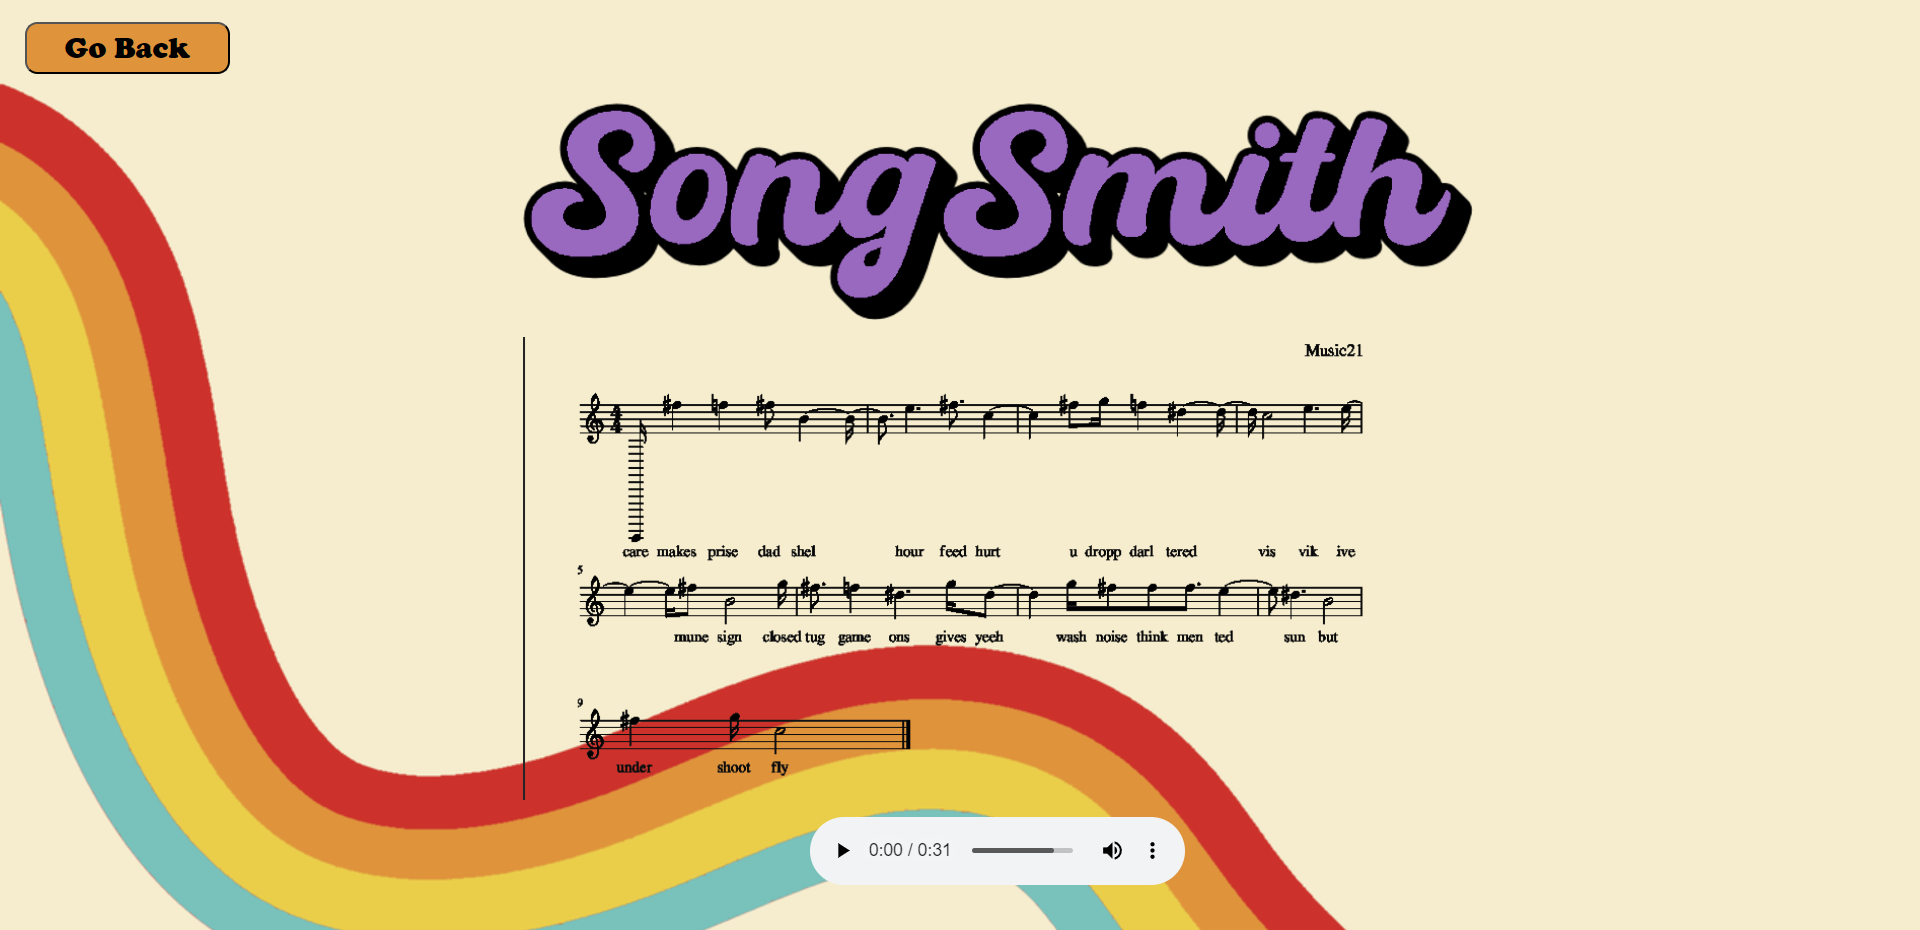 Go Back
SongSmith
Music21
4
4
care makes prise dad shel hour feed hurt u dropp darl tered vis vik ive
5
mune sign closed tug game ons gives yeeh wash noise think men ted sun but
9
under shoot fly
0:00 / 0:31